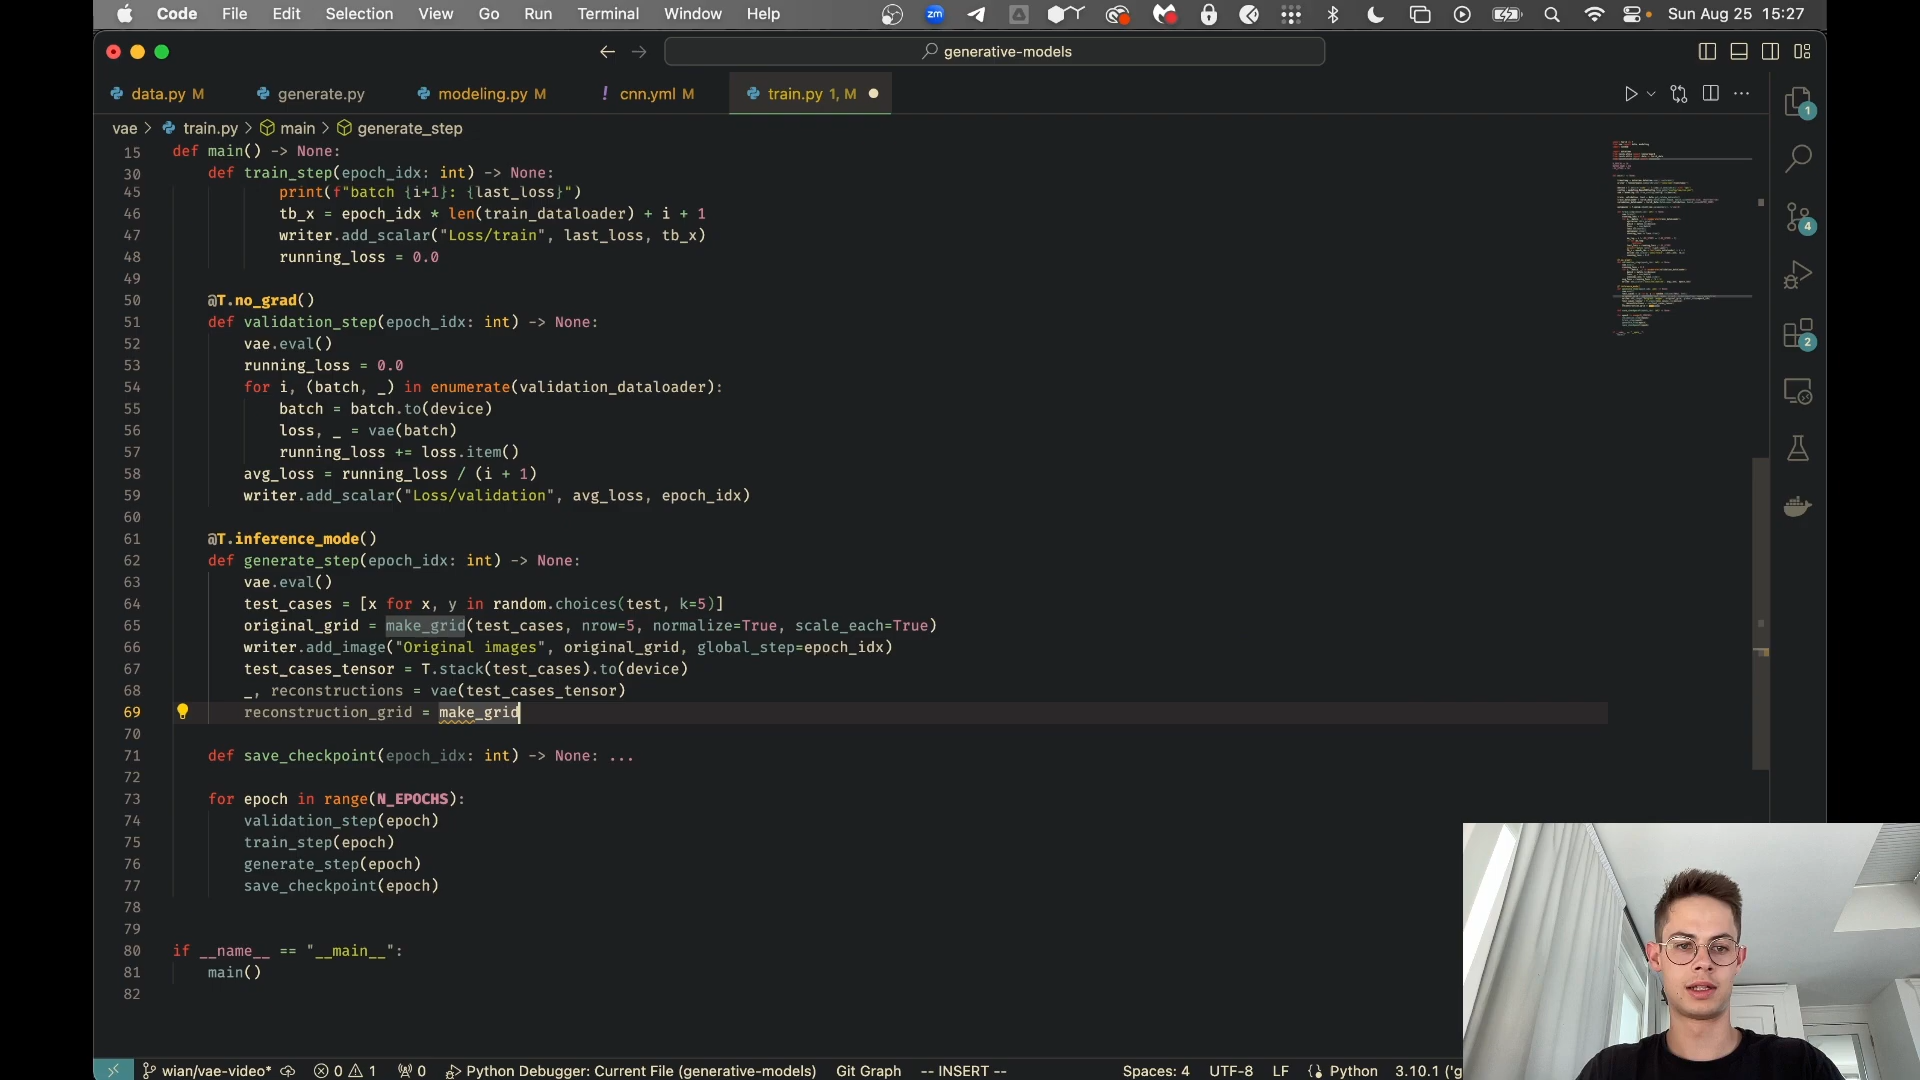 Code File Edit Selection View Go Run Terminal Window Help zm Sun Aug 25 15:27
generative-models
data.py M generate.py modeling.py M ! cnn.yml M train.py 1, M
vae > train.py > main > generate_step
15 def main() -> None:
30 def train_step(epoch_idx: int) -> None:
45 print(f"batch {i+1}: {last_loss}")
46 tb_x = epoch_idx * len(train_dataloader) + i + 1
47 writer.add_scalar("Loss/train", last_loss, tb_x)
48 running_loss = 0.0
49
50 @T.no_grad()
51 def validation_step(epoch_idx: int) -> None:
52 vae.eval()
53 running_loss = 0.0
54 for i, (batch, _) in enumerate(validation_dataloader):
55 batch = batch.to(device)
56 loss, _ = vae(batch)
57 running_loss += loss.item()
58 avg_loss = running_loss / (i + 1)
59 writer.add_scalar("Loss/validation", avg_loss, epoch_idx)
60
61 @T.inference_mode()
62 def generate_step(epoch_idx: int) -> None:
63 vae.eval()
64 test_cases = [x for x, y in random.choices(test, k=5)]
65 original_grid = make_grid(test_cases, nrow=5, normalize=True, scale_each=True)
66 writer.add_image("Original images", original_grid, global_step=epoch_idx)
67 test_cases_tensor = T.stack(test_cases).to(device)
68 _, reconstructions = vae(test_cases_tensor)
69 reconstruction_grid = make_grid
70
71 def save_checkpoint(epoch_idx: int) -> None: ...
72
73 for epoch in range(N_EPOCHS):
74 validation_step(epoch)
75 train_step(epoch)
76 generate_step(epoch)
77 save_checkpoint(epoch)
78
79
80 if __name__ == "__main__":
81 main()
82
1
4
2
wian/vae-video* 0 1 0 Python Debugger: Current File (generative-models) Git Graph -- INSERT -- Spaces: 4 UTF-8 LF Python 3.10.1 ('g